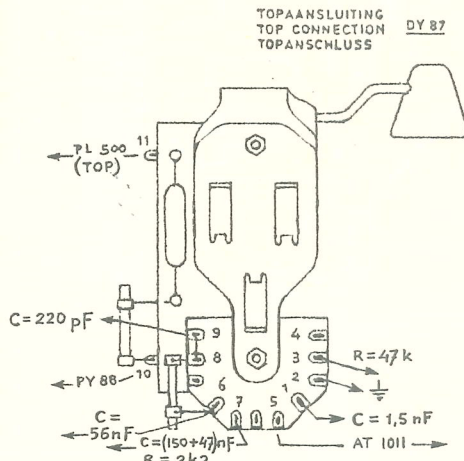 TOPAANSLUITING
TOP CONNECTION DY 87
TOPANSCHLUSS
PL 500 11
(TOP)
C = 220 pF
9
4
8
3
R = 47k
PY 88 10
6
2
1
C =
56nF
7
5
C = 1,5 nF
C = (150+47)nF
AT 1011
R = 2k2